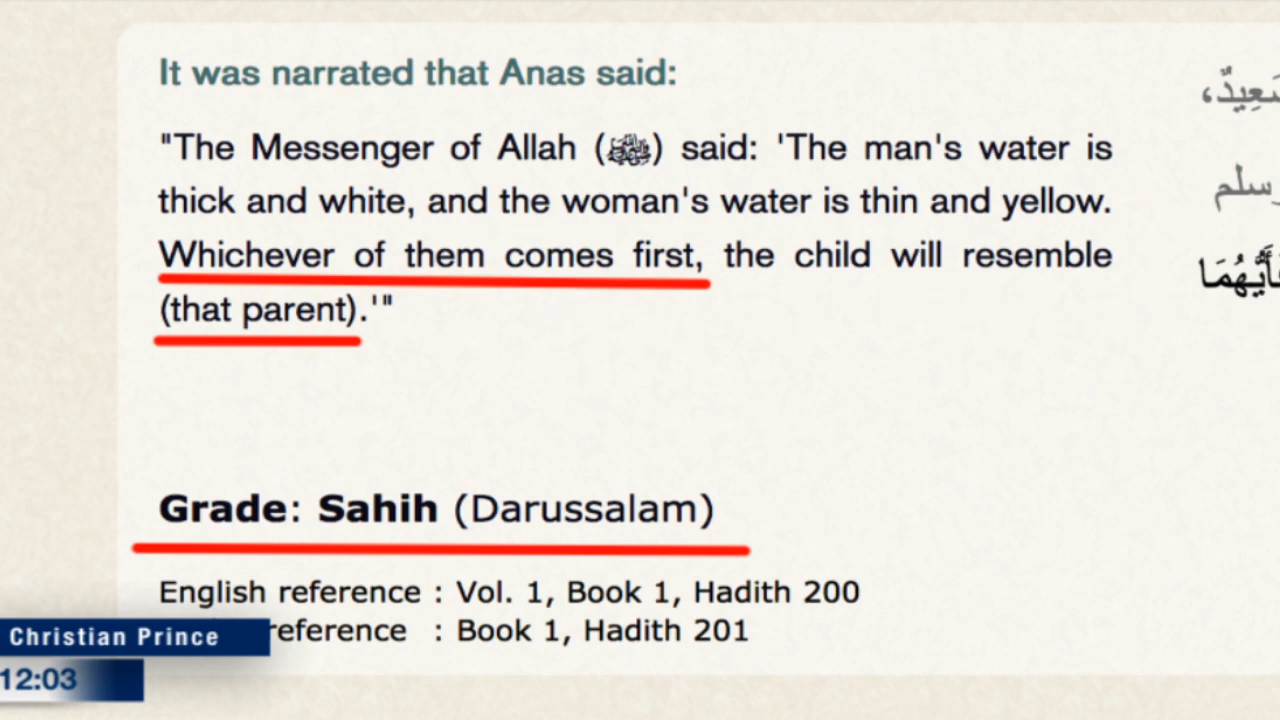 It was narrated that Anas said:
"The Messenger of Allah (ﷺ) said: 'The man's water is
thick and white, and the woman's water is thin and yellow.
Whichever of them comes first, the child will resemble
(that parent).'"
وسلم
Grade: Sahih (Darussalam)
English reference : Vol. 1, Book 1, Hadith 200
reference : Book 1, Hadith 201
Christian Prince
12:03